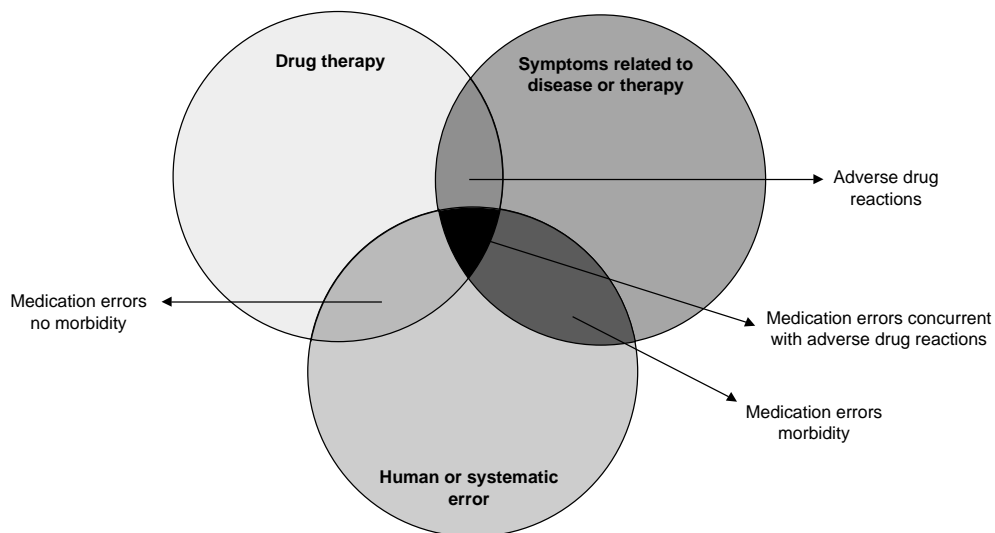 Drug therapy
Symptoms related to
disease or therapy
Adverse drug
reactions
Medication errors
no morbidity
Medication errors concurrent
with adverse drug reactions
Medication errors
morbidity
Human or systematic
error